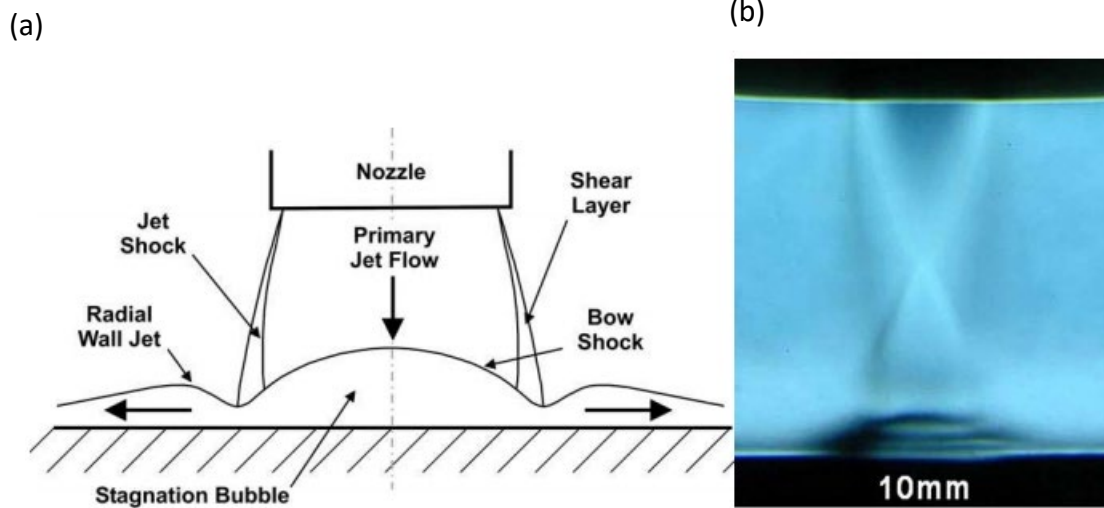 (a)
(b)
Nozzle
Shear
Layer
Jet
Shock
Primary
Jet Flow
Radial
Wall Jet
Bow
Shock
Stagnation Bubble
10mm